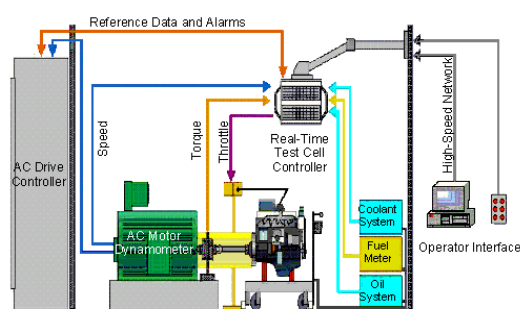 Reference Data and Alarms
AC Drive
Controller
Speed
Torque
Throttle
Real-Time
Test Cell
Controller
High-Speed Network
AC Motor
Dynamometer
Coolant
System
Fuel
Meter
Oil
System
Operator Interface